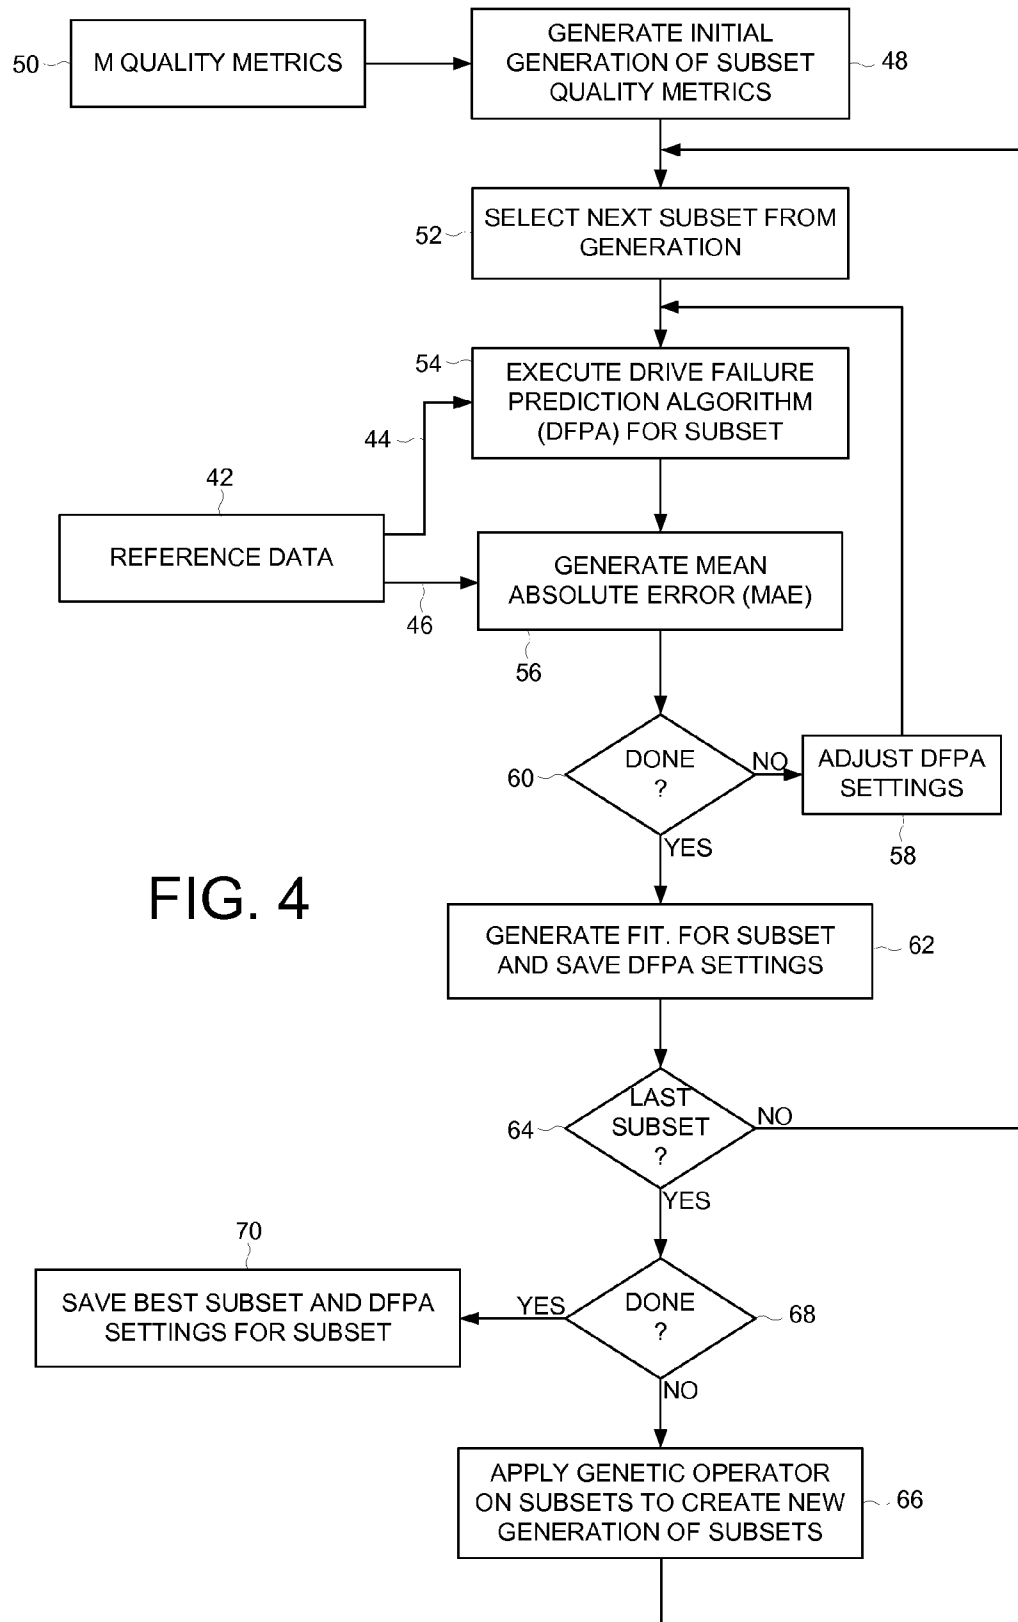 50
M QUALITY METRICS
GENERATE INITIAL
GENERATION OF SUBSET
QUALITY METRICS
48
52
SELECT NEXT SUBSET FROM
GENERATION
54
EXECUTE DRIVE FAILURE
PREDICTION ALGORITHM
(DFPA) FOR SUBSET
44
42
REFERENCE DATA
46
GENERATE MEAN
ABSOLUTE ERROR (MAE)
56
60
DONE
?
NO
ADJUST DFPA
SETTINGS
58
YES
FIG. 4
GENERATE FIT. FOR SUBSET
AND SAVE DFPA SETTINGS
62
64
LAST
SUBSET
?
NO
YES
70
SAVE BEST SUBSET AND DFPA
SETTINGS FOR SUBSET
YES
DONE
?
68
NO
APPLY GENETIC OPERATOR
ON SUBSETS TO CREATE NEW
GENERATION OF SUBSETS
66